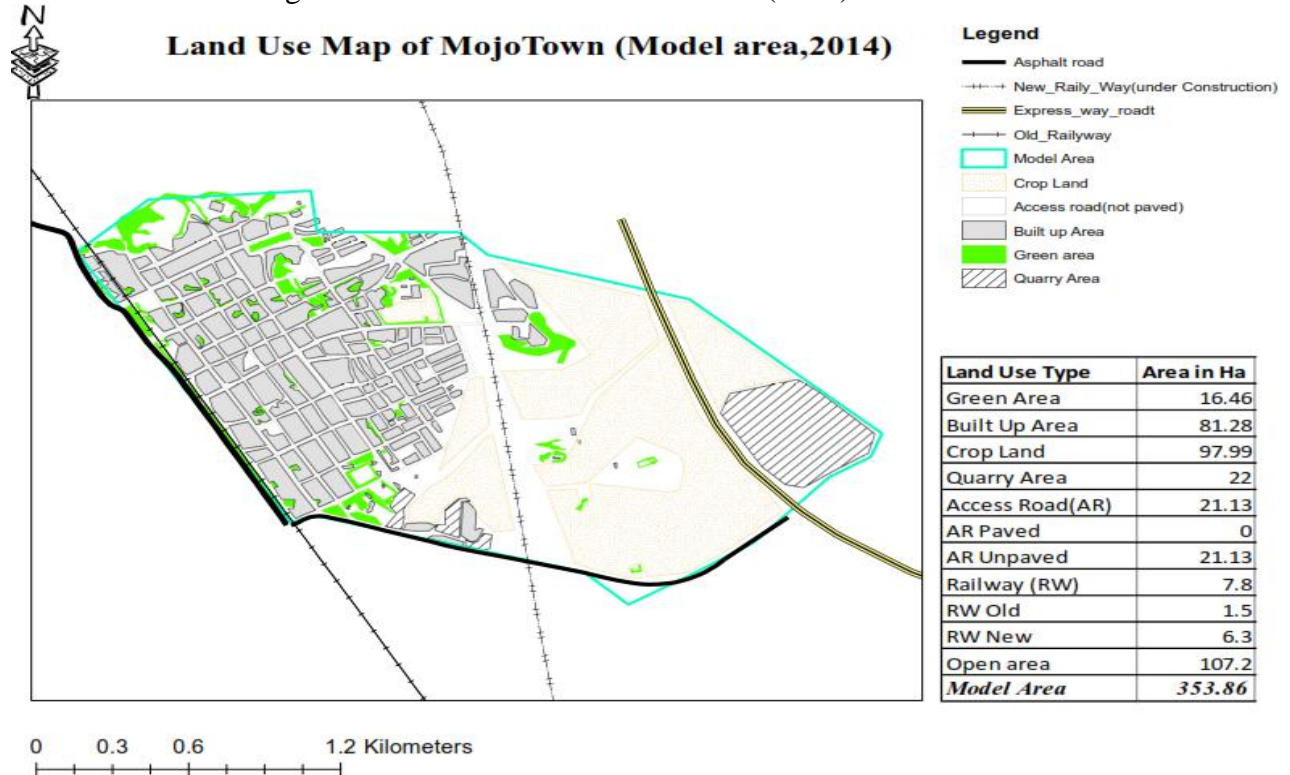 N
Land Use Map of MojoTown (Model area,2014)
Legend
Asphalt road
New_Raily_Way(under Construction)
Express_way_roadt
Old_Railyway
Model Area
Crop Land
Access road(not paved)
Built up Area
Green area
Quarry Area
Land Use Type Area in Ha
Green Area 16.46
Built Up Area 81.28
Crop Land 97.99
Quarry Area 22
Access Road(AR) 21.13
AR Paved 0
AR Unpaved 21.13
Railway (RW) 7.8
RW Old 1.5
RW New 6.3
Open area 107.2
Model Area 353.86
0 0.3 0.6 1.2 Kilometers